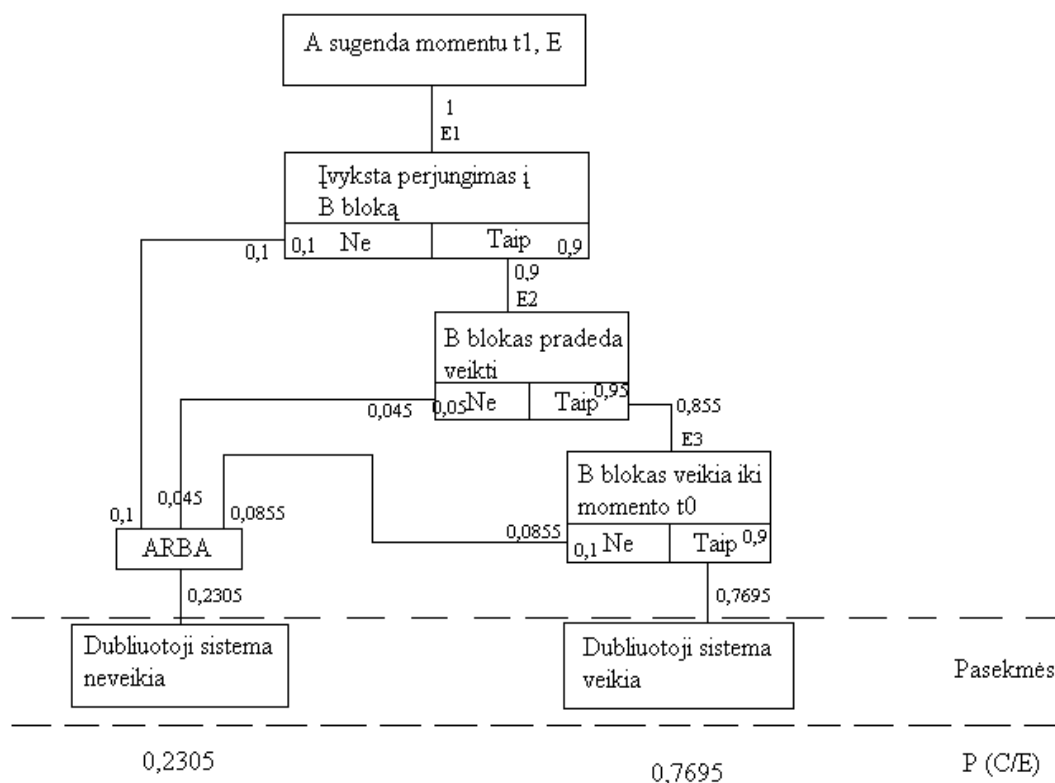 A sugenda momentu t1, E
1
E1
Įvyksta perjungimas į
B bloką
0,1
0,1
Ne
Taip
0,9
0,9
E2
B blokas pradeda
veikti
0,045
0,05
Ne
Taip
0,95
0,855
E3
B blokas veikia iki
momento t0
0,1
0,045
0,0855
0,0855
0,1
Ne
Taip
0,9
ARBA
0,2305
0,7695
Dubliuotoji sistema
neveikia
Dubliuotoji sistema
veikia
Pasekmės
0,2305
0,7695
P (C/E)